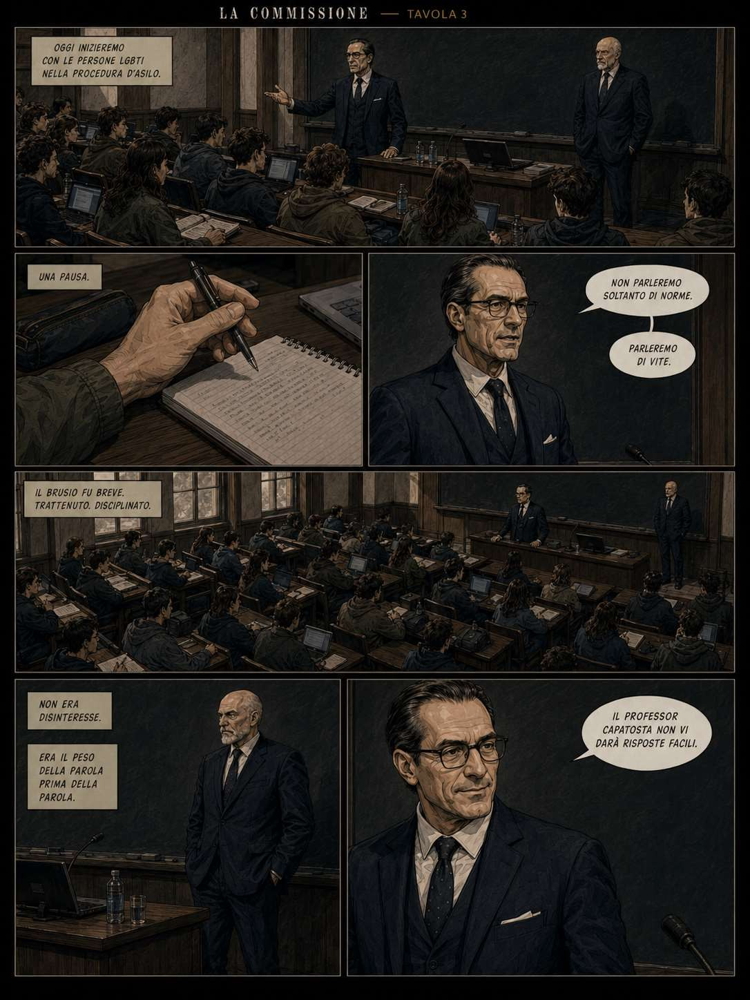 LA COMMISSIONE — TAVOLA 3
OGGI INIZIEREMO
CON LE PERSONE LGBTI
NELLA PROCEDURA D'ASILO.
UNA PAUSA.
NON PARLEREMO
SOLTANTO DI NORME.
PARLEREMO
DI VITE.
IL BRUSIO FU BREVE.
TRATTENUTO. DISCIPLINATO.
NON ERA
DISINTERESSE.
ERA IL PESO
DELLA PAROLA
PRIMA DELLA
PAROLA.
IL PROFESSOR
CAPATOSTA NON VI
DARÀ RISPOSTE FACILI.